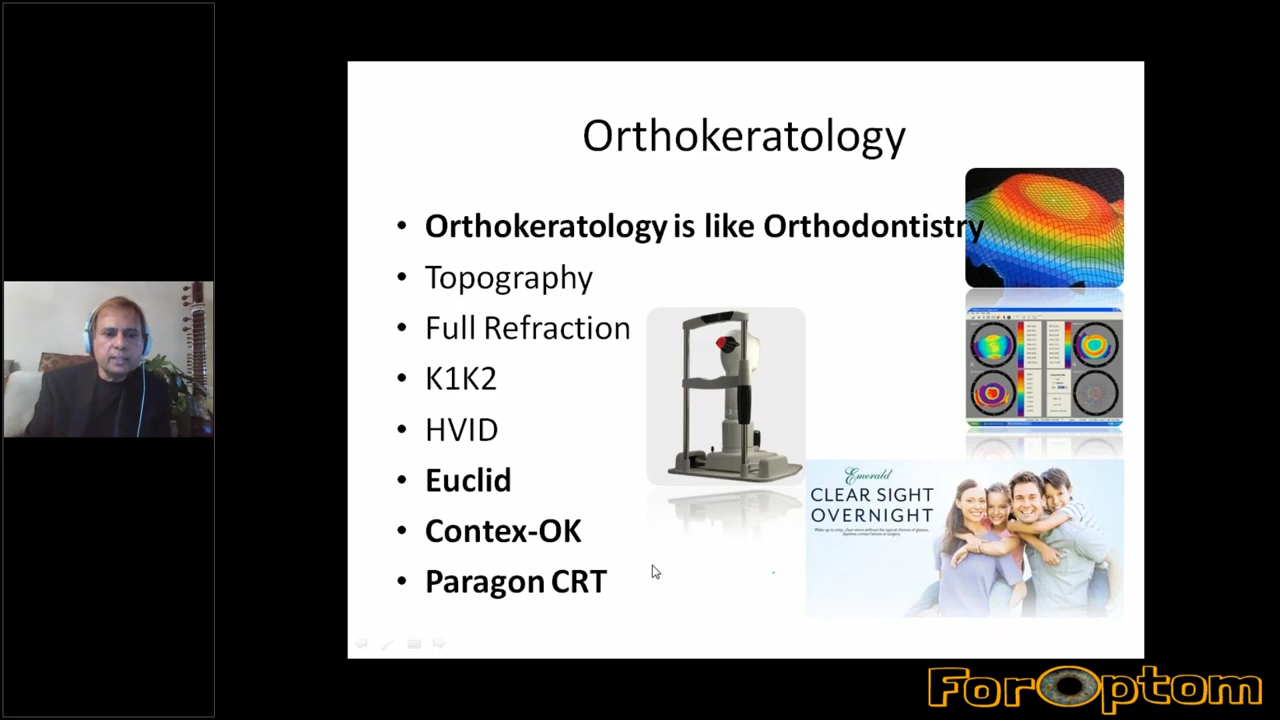 Orthokeratology
• Orthokeratology is like Orthodontistry
• Topography
• Full Refraction
• K1K2
• HVID
• Euclid
• Contex-OK
• Paragon CRT
Emerald
CLEAR SIGHT
OVERNIGHT
ForOptom